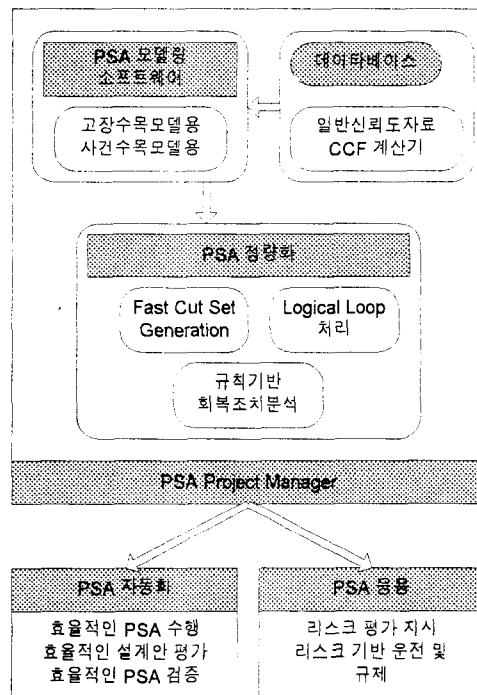 PSA 모델링
소프트웨어
데이타베이스
고장수목모델용
사건수목모델용
일반신뢰도자료
CCF 계산기
PSA 정량화
Fast Cut Set
Generation
Logical Loop
처리
규칙기반
회복조치분석
PSA Project Manager
PSA 자동화
효율적인 PSA 수행
효율적인 설계안 평가
효율적인 PSA 검증
PSA 응용
리스크 평가 지시
리스크 기반 운전 및
규제